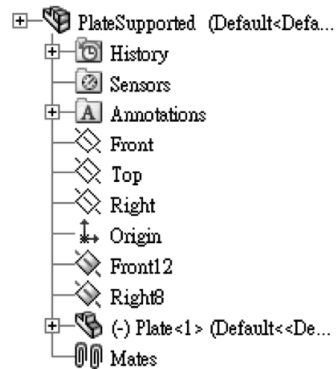 PlateSupported (Default<Defa...
History
Sensors
A Annotations
Front
Top
Right
Origin
Front12
Right8
(-) Plate<1> (Default<<De...
Mates